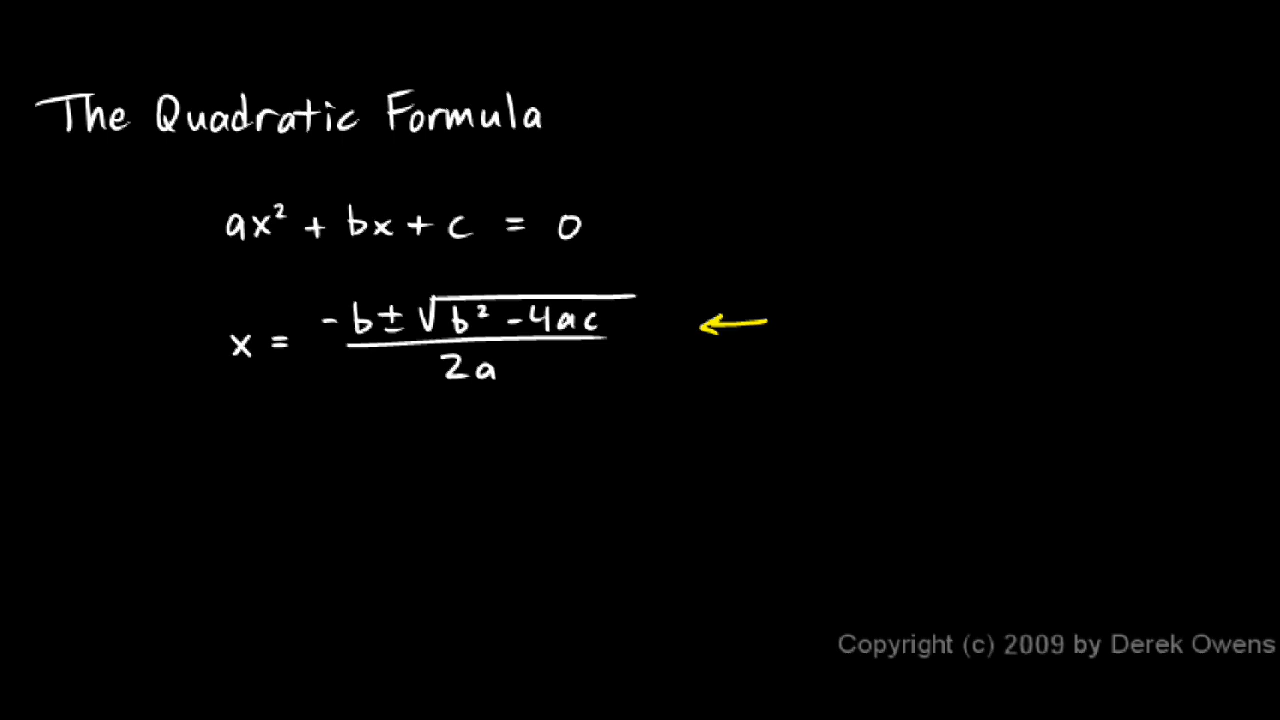 The Quadratic Formula
ax² + bx + c = 0
x = -b ± √b² - 4ac / 2a
Copyright (c) 2009 by Derek Owens